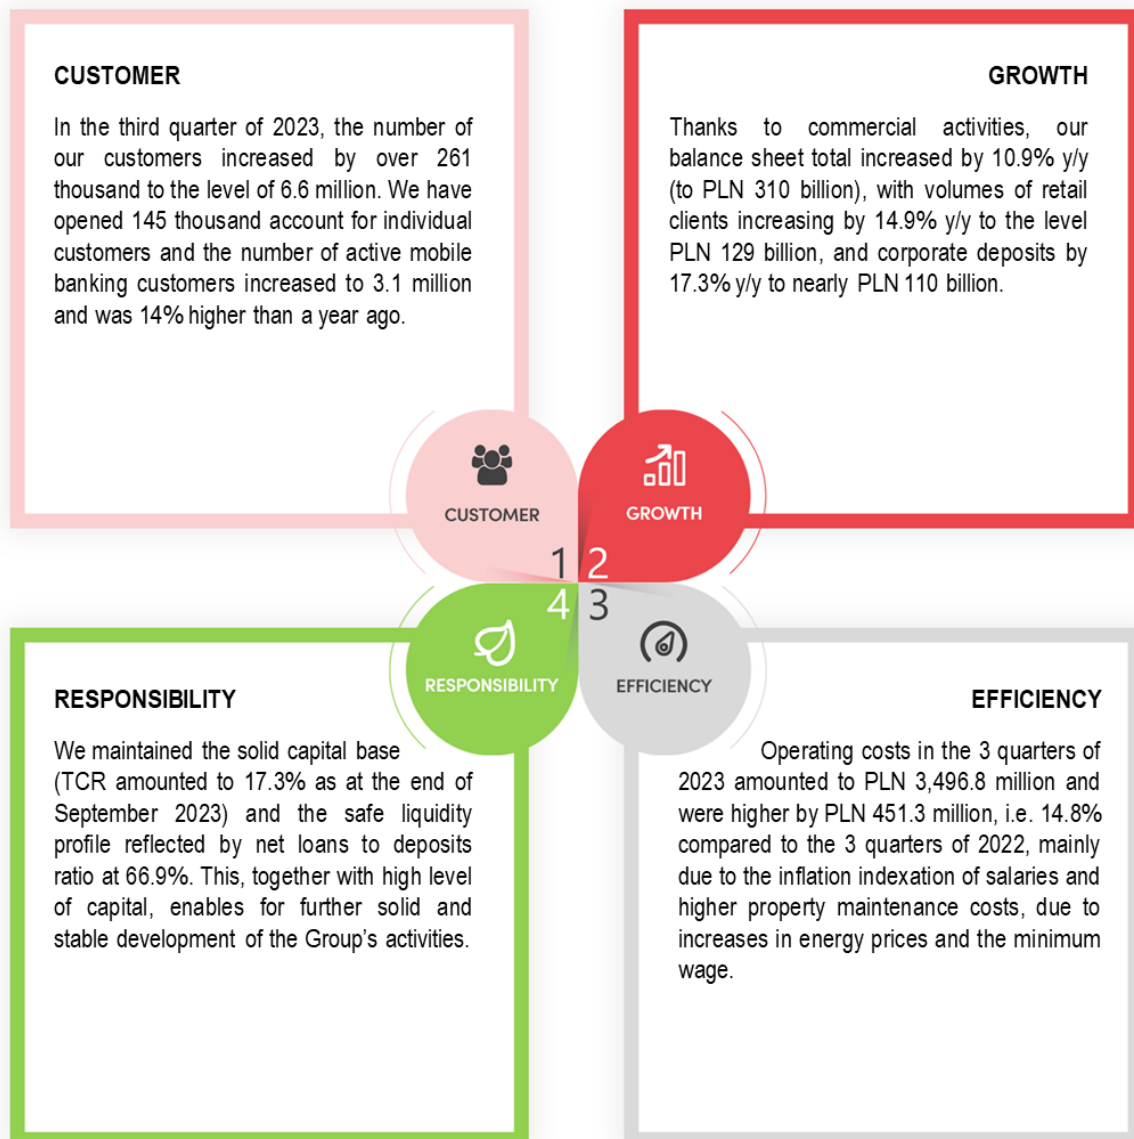 CUSTOMER
In the third quarter of 2023, the number of
our customers increased by over 261
thousand to the level of 6.6 million. We have
opened 145 thousand account for individual
customers and the number of active mobile
banking customers increased to 3.1 million
and was 14% higher than a year ago.
GROWTH
Thanks to commercial activities, our
balance sheet total increased by 10.9% y/y
(to PLN 310 billion), with volumes of retail
clients increasing by 14.9% y/y to the level
PLN 129 billion, and corporate deposits by
17.3% y/y to nearly PLN 110 billion.
CUSTOMER
1
GROWTH
2
4
RESPONSIBILITY
3
EFFICIENCY
RESPONSIBILITY
We maintained the solid capital base
(TCR amounted to 17.3% as at the end of
September 2023) and the safe liquidity
profile reflected by net loans to deposits
ratio at 66.9%. This, together with high level
of capital, enables for further solid and
stable development of the Group's activities.
EFFICIENCY
Operating costs in the 3 quarters of
2023 amounted to PLN 3,496.8 million and
were higher by PLN 451.3 million, i.e. 14.8%
compared to the 3 quarters of 2022, mainly
due to the inflation indexation of salaries and
higher property maintenance costs, due to
increases in energy prices and the minimum
wage.